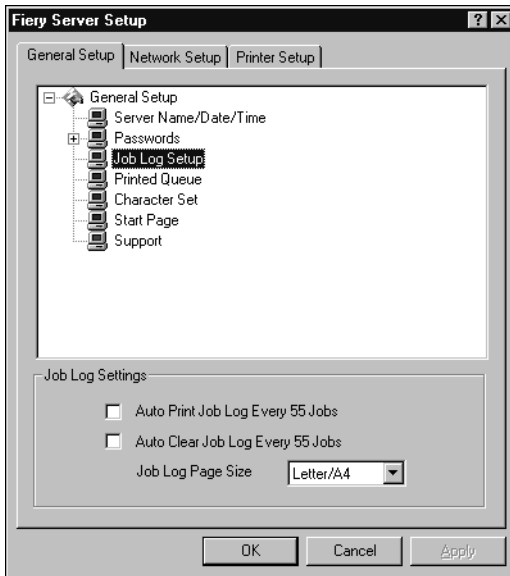 Fiery Server Setup
General Setup Network Setup Printer Setup
General Setup
Server Name/Date/Time
Passwords
Job Log Setup
Printed Queue
Character Set
Start Page
Support
Job Log Settings
Auto Print Job Log Every 55 Jobs
Auto Clear Job Log Every 55 Jobs
Job Log Page Size Letter/A4
OK Cancel Apply